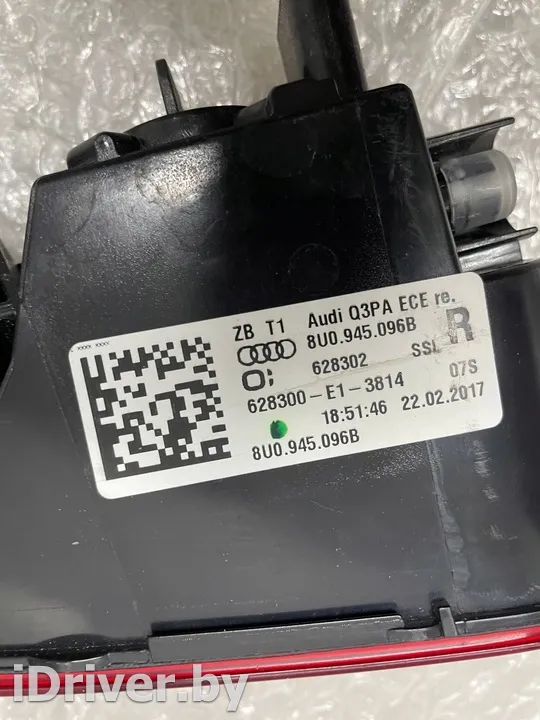 ZB T1 Audi Q3PA ECE re.
8U0.945.096B R
628302 SSL
628300-E1-3814 07S
18:51:46 22.02.2017
8U0.945.096B
iDriver.by